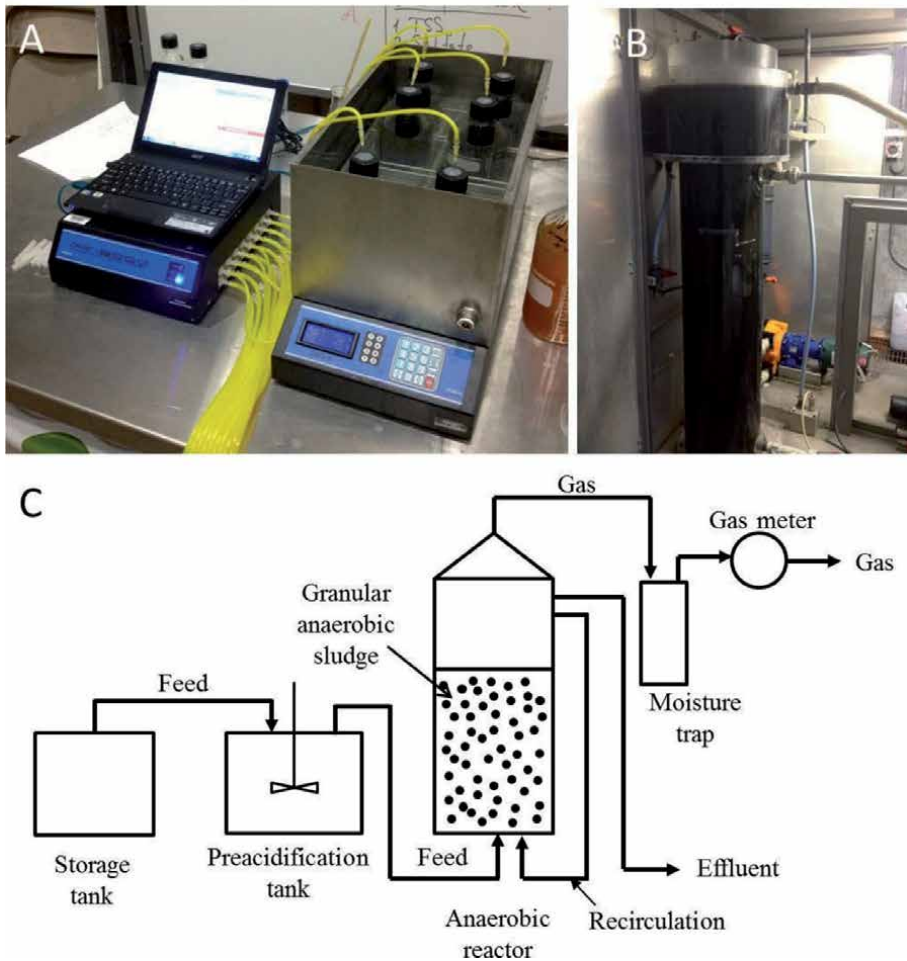 A
A
1. TSS
B
C
Gas
Gas meter
Gas
Granular
anaerobic
sludge
Feed
Moisture
trap
Storage
tank
Preacidification
tank
Feed
Effluent
Anaerobic
reactor
Recirculation